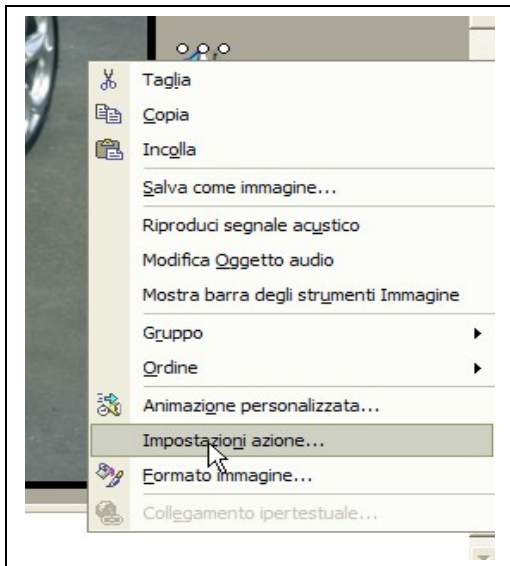 Taglia
Copia
Incolla
Salva come immagine...
Riproduci segnale acustico
Modifica Oggetto audio
Mostra barra degli strumenti Immagine
Gruppo
Ordine
Animazione personalizzata...
Impostazioni azione...
Formato immagine...
Collegamento ipertestuale...